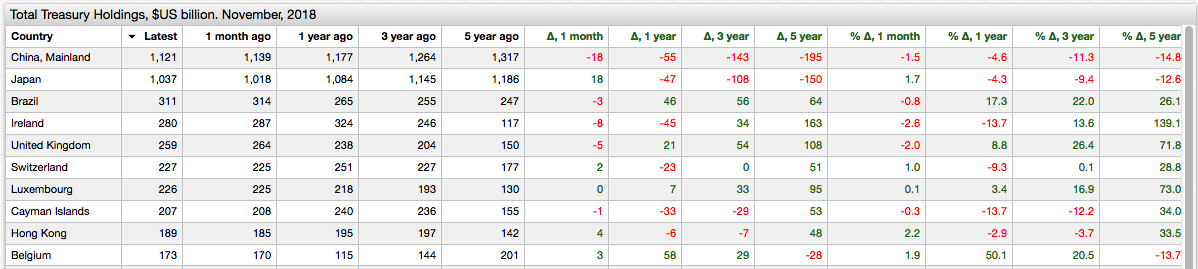 Total Treasury Holdings, $US billion. November, 2018
Country Latest 1 month ago 1 year ago 3 year ago 5 year ago Δ, 1 month Δ, 1 year Δ, 3 year Δ, 5 year % Δ, 1 month % Δ, 1 year % Δ, 3 year % Δ, 5 year
China, Mainland 1,121 1,139 1,177 1,264 1,317 -18 -55 -143 -195 -1.5 -4.6 -11.3 -14.8
Japan 1,037 1,018 1,084 1,145 1,186 18 -47 -108 -150 1.7 -4.3 -9.4 -12.6
Brazil 311 314 265 255 247 -3 46 56 64 -0.8 17.3 22.0 26.1
Ireland 280 287 324 246 117 -8 -45 34 163 -2.6 -13.7 13.6 139.1
United Kingdom 259 264 238 204 150 -5 21 54 108 -2.0 8.8 26.4 71.8
Switzerland 227 225 251 227 177 2 -23 0 51 1.0 -9.3 0.1 28.8
Luxembourg 226 225 218 193 130 0 7 33 95 0.1 3.4 16.9 73.0
Cayman Islands 207 208 240 236 155 -1 -33 -29 53 -0.3 -13.7 -12.2 34.0
Hong Kong 189 185 195 197 142 4 -6 -7 48 2.2 -2.9 -3.7 33.5
Belgium 173 170 115 144 201 3 58 29 -28 1.9 50.1 20.5 -13.7